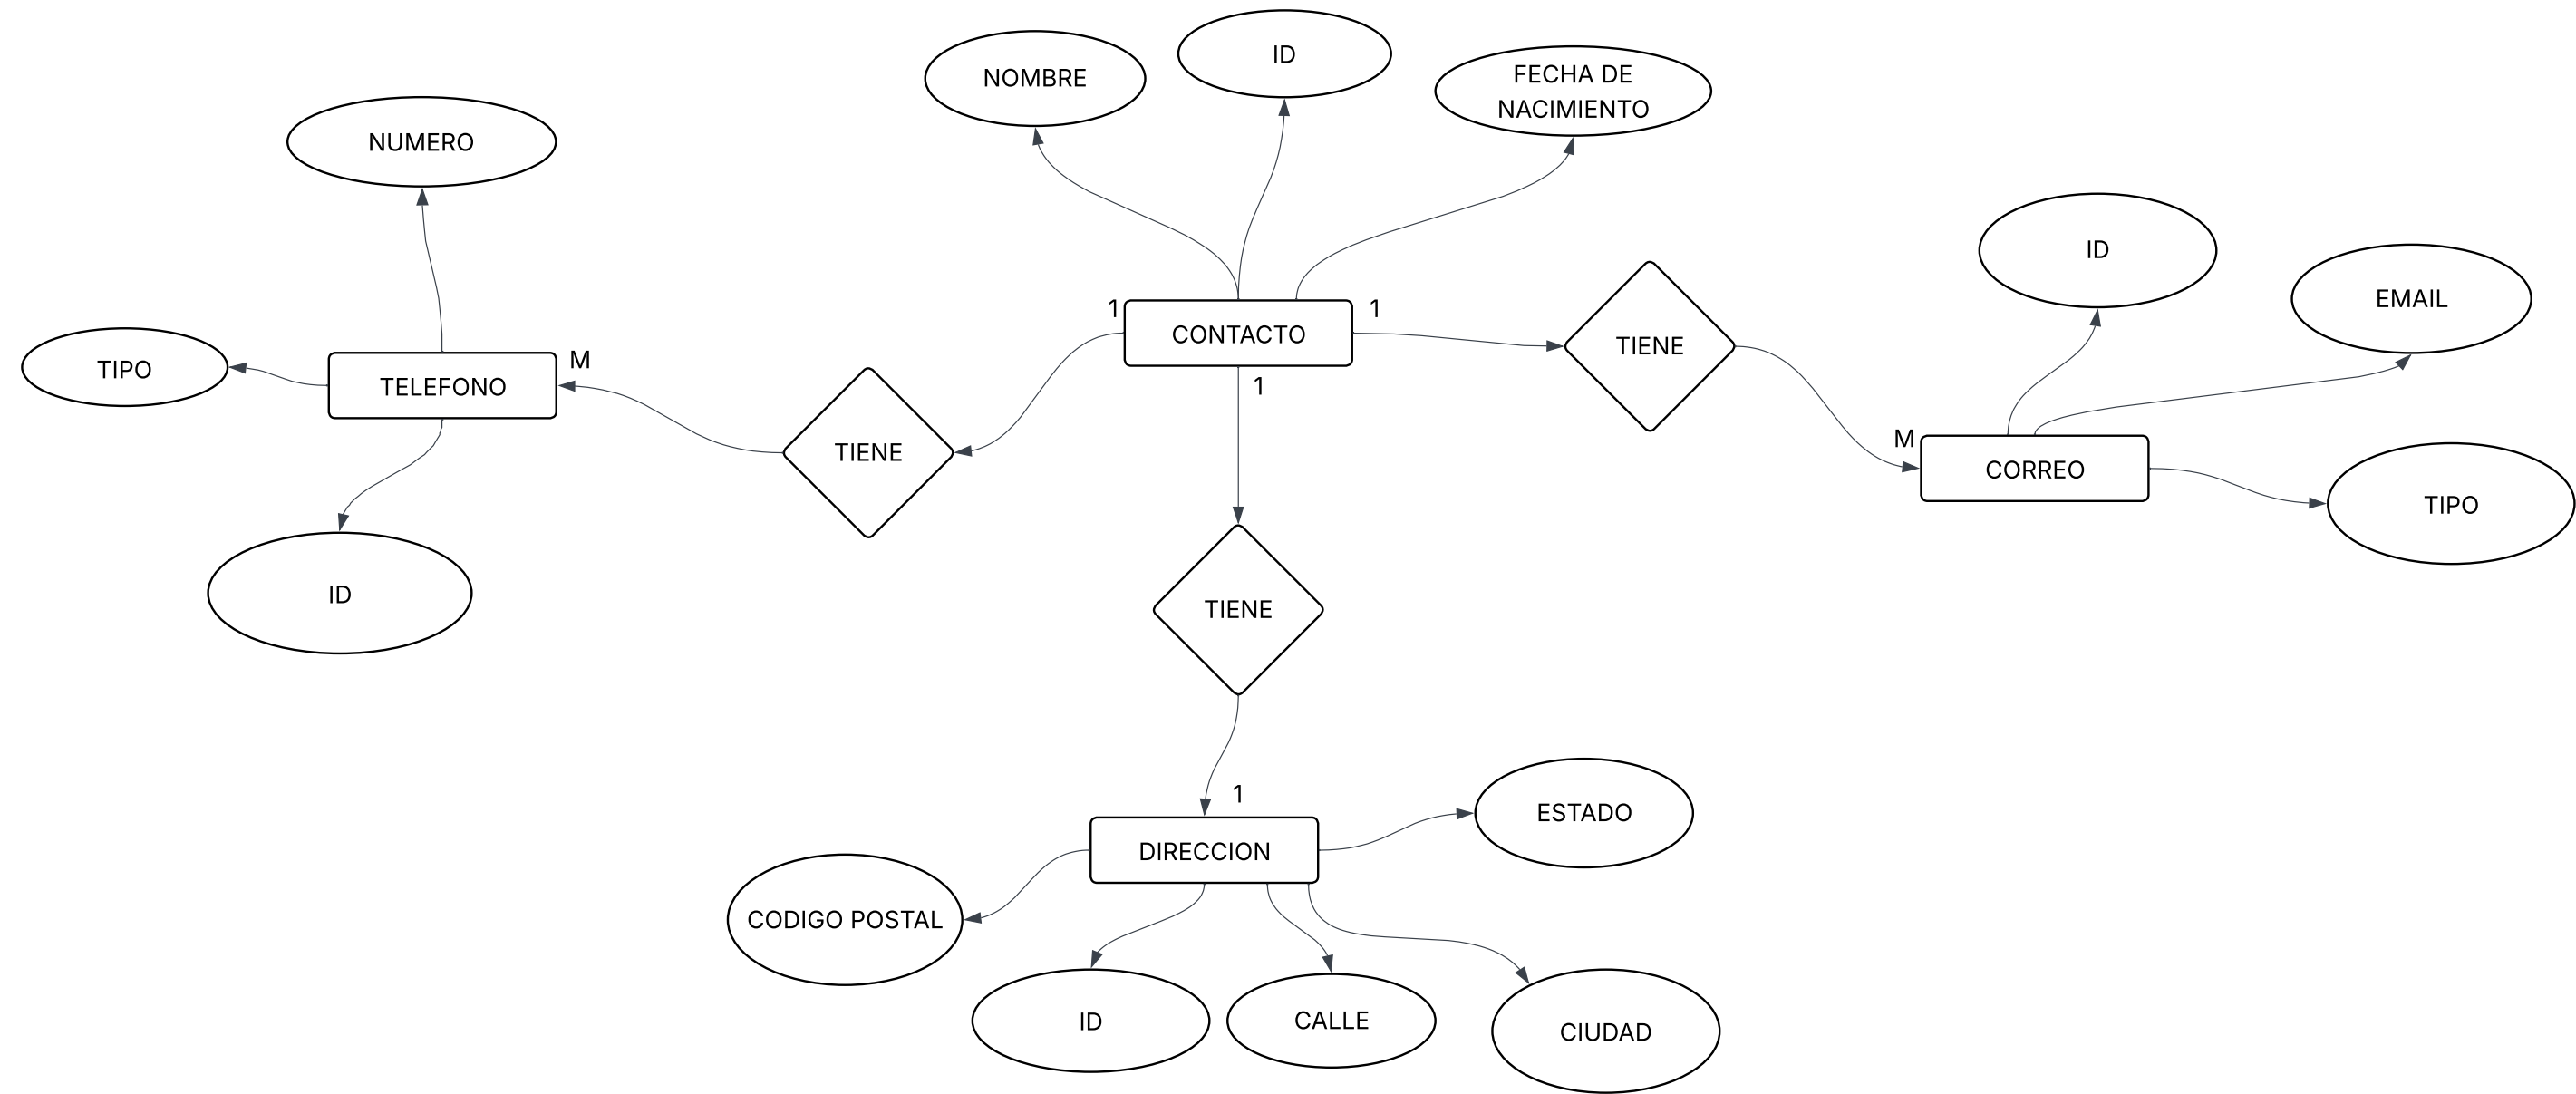 NOMBRE
ID
FECHA DE
NACIMIENTO
NUMERO
ID
EMAIL
1
CONTACTO
1
TIENE
TIPO
TELEFONO
M
1
TIENE
M
CORREO
TIPO
ID
TIENE
1
ESTADO
DIRECCION
CODIGO POSTAL
ID
CALLE
CIUDAD